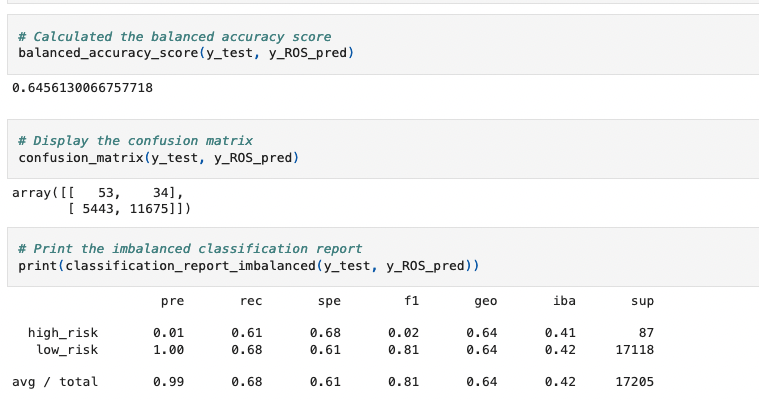 # Calculated the balanced accuracy score
balanced_accuracy_score(y_test, y_ROS_pred)
0.6456130066757718
# Display the confusion matrix
confusion_matrix(y_test, y_ROS_pred)
array([[   53,    34],
       [ 5443, 11675]])
# Print the imbalanced classification report
print(classification_report_imbalanced(y_test, y_ROS_pred))
                   pre       rec       spe        f1       geo       iba       sup
  high_risk       0.01      0.61      0.68      0.02      0.64      0.41        87
   low_risk       1.00      0.68      0.61      0.81      0.64      0.42     17118
avg / total       0.99      0.68      0.61      0.81      0.64      0.42     17205